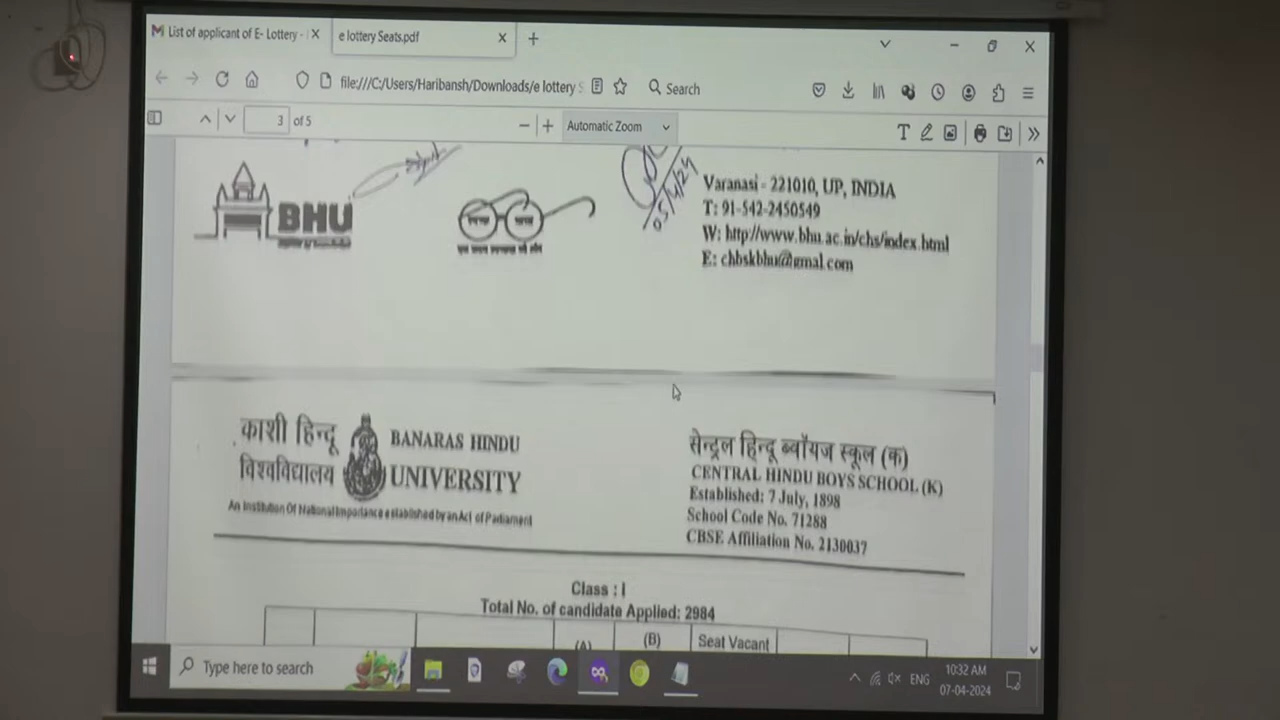 List of applicant of E- Lottery -
e lottery Seats.pdf
file:///C:/Users/Haribansh/Downloads/e lottery S
Search
3 of 5
Automatic Zoom
BHU
05/4/24
Varanasi - 221010, UP, INDIA
T: 91-542-2450549
W: http://www.bhu.ac.in/chs/index.html
E: chbskbhu@gmal.com
काशी हिन्दू
विश्वविद्यालय
BANARAS HINDU
UNIVERSITY
An Institution Of National Importance established by an Act of Parliament
सेन्ट्रल हिन्दू ब्वॉयज स्कूल (क)
CENTRAL HINDU BOYS SCHOOL (K)
Established: 7 July, 1898
School Code No. 71288
CBSE Affiliation No. 2130037
Class : I
Total No. of candidate Applied: 2984
(A)
(B)
Seat Vacant
Type here to search
ENG
10:32 AM
07-04-2024